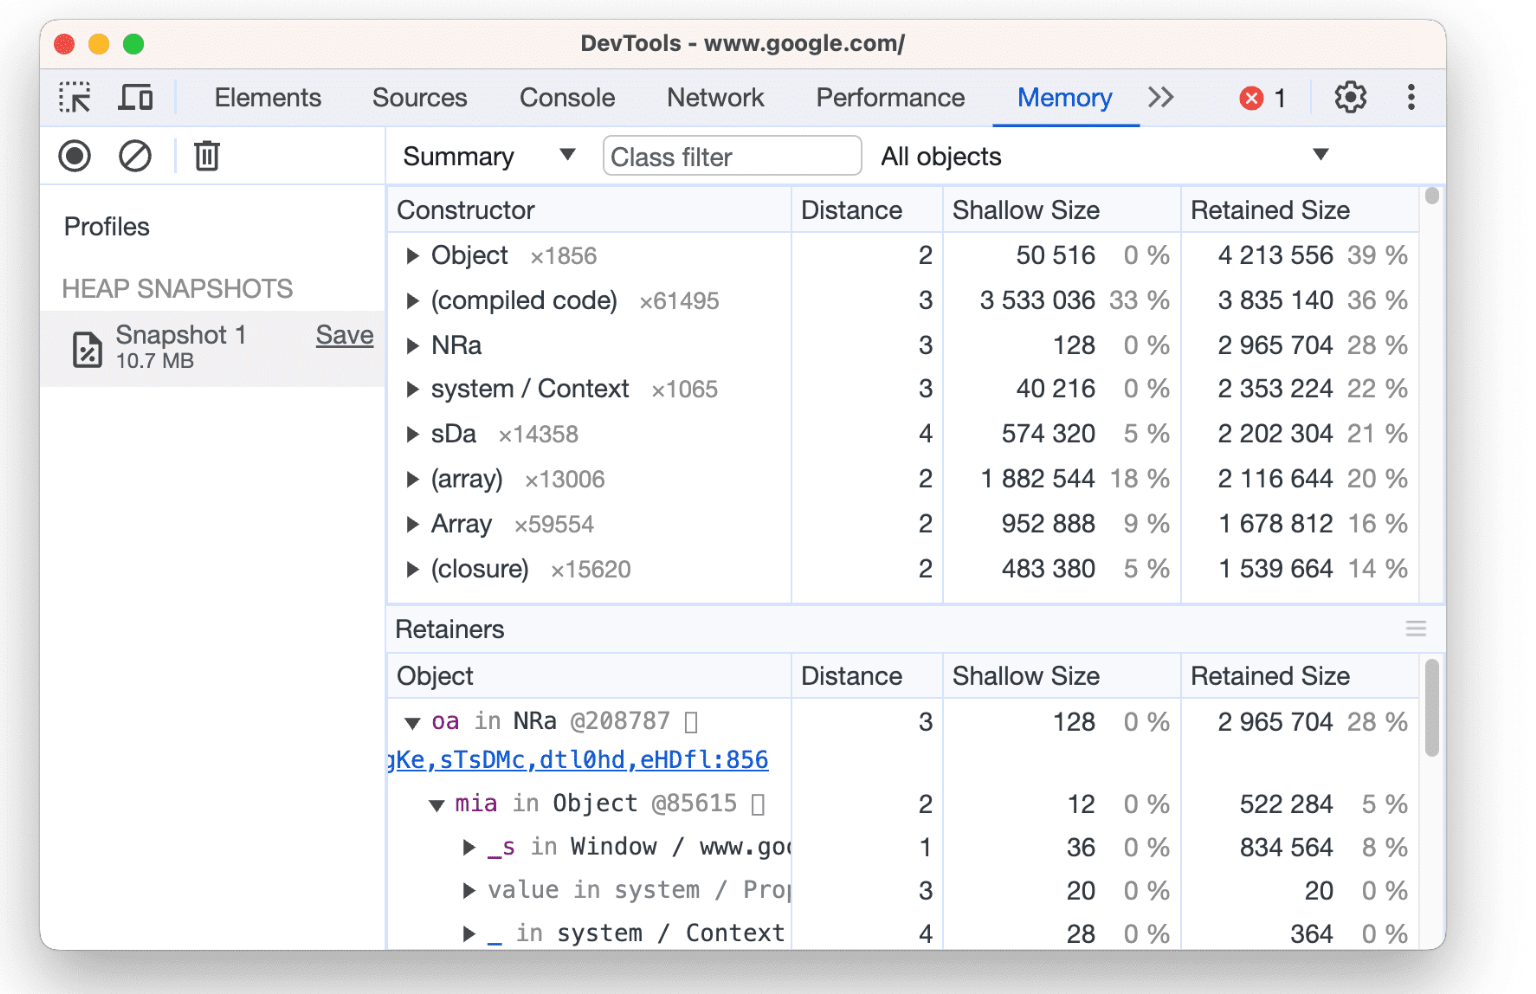 DevTools - www.google.com/
Elements Sources Console Network Performance Memory 1
Summary Class filter All objects
Profiles
HEAP SNAPSHOTS
Snapshot 1 Save
10.7 MB
Constructor Distance Shallow Size Retained Size
Object ×1856 2 50 516 0 % 4 213 556 39 %
(compiled code) ×61495 3 3 533 036 33 % 3 835 140 36 %
NRa 3 128 0 % 2 965 704 28 %
system / Context ×1065 3 40 216 0 % 2 353 224 22 %
sDa ×14358 4 574 320 5 % 2 202 304 21 %
(array) ×13006 2 1 882 544 18 % 2 116 644 20 %
Array ×59554 2 952 888 9 % 1 678 812 16 %
(closure) ×15620 2 483 380 5 % 1 539 664 14 %
Retainers
Object Distance Shallow Size Retained Size
oa in NRa @208787 3 128 0 % 2 965 704 28 %
gKe,sTsDMc,dtl0hd,eHDfl:856
mia in Object @85615 2 12 0 % 522 284 5 %
_s in Window / www.goo 1 36 0 % 834 564 8 %
value in system / Prop 3 20 0 % 20 0 %
_ in system / Context 4 28 0 % 364 0 %